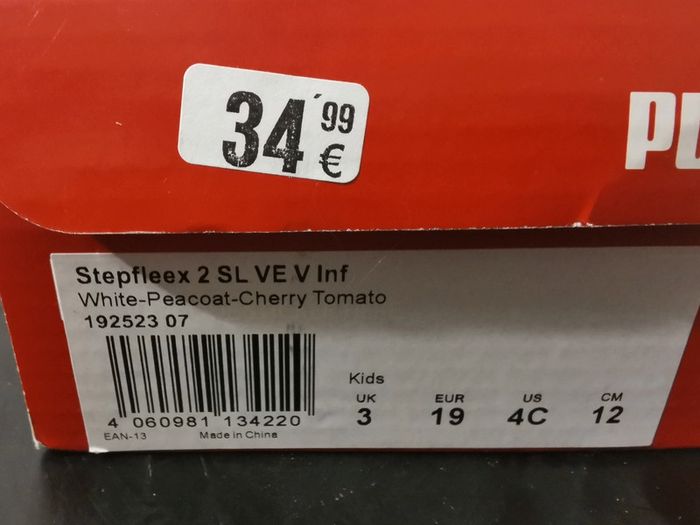 34'99
€
PU
Stepfleex 2 SL VE V Inf
White-Peacoat-Cherry Tomato
192523 07
4 060981 134220
EAN-13 Made in China
Kids
UK EUR US CM
3 19 4C 12